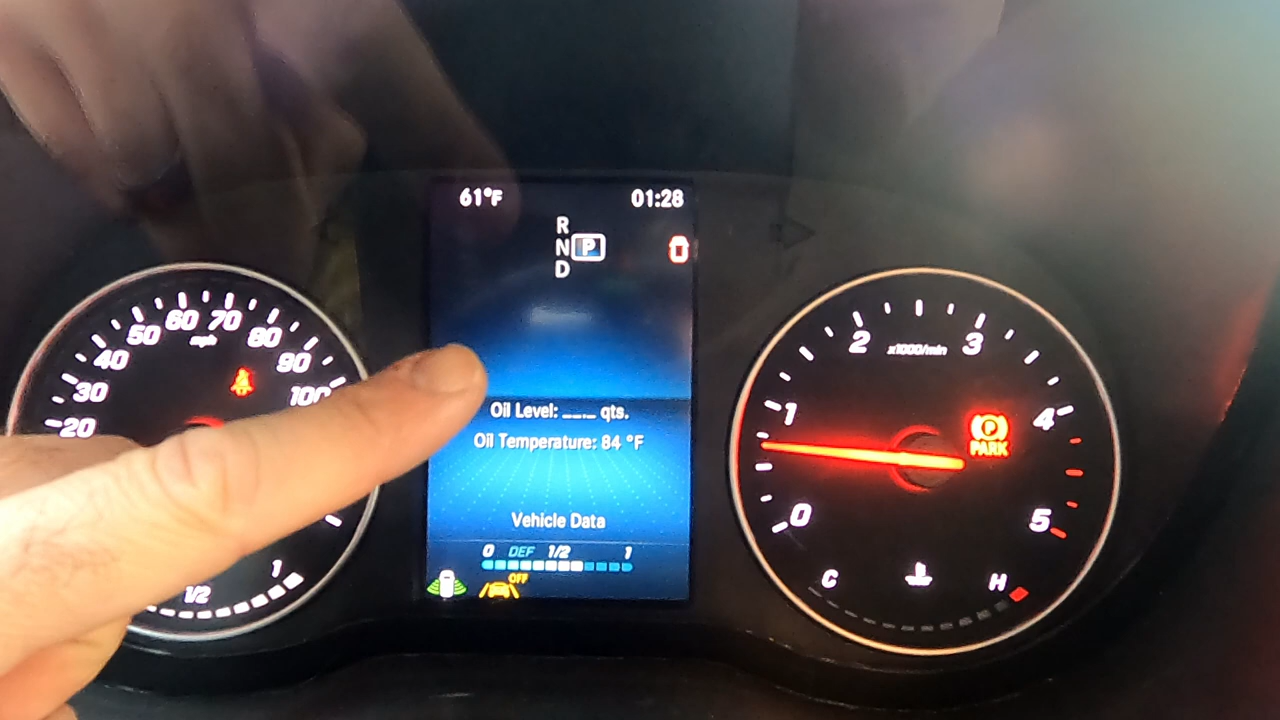 61°F 01:28
R
N P
D
20 30 40 50 60 70 80 90 100
mph
Oil Level: _._ qts.
Oil Temperature: 84 °F
Vehicle Data
0 DEF 1/2 1
OFF
1/2 1
0 1 2 3 4 5
x1000/min
P
PARK
C H